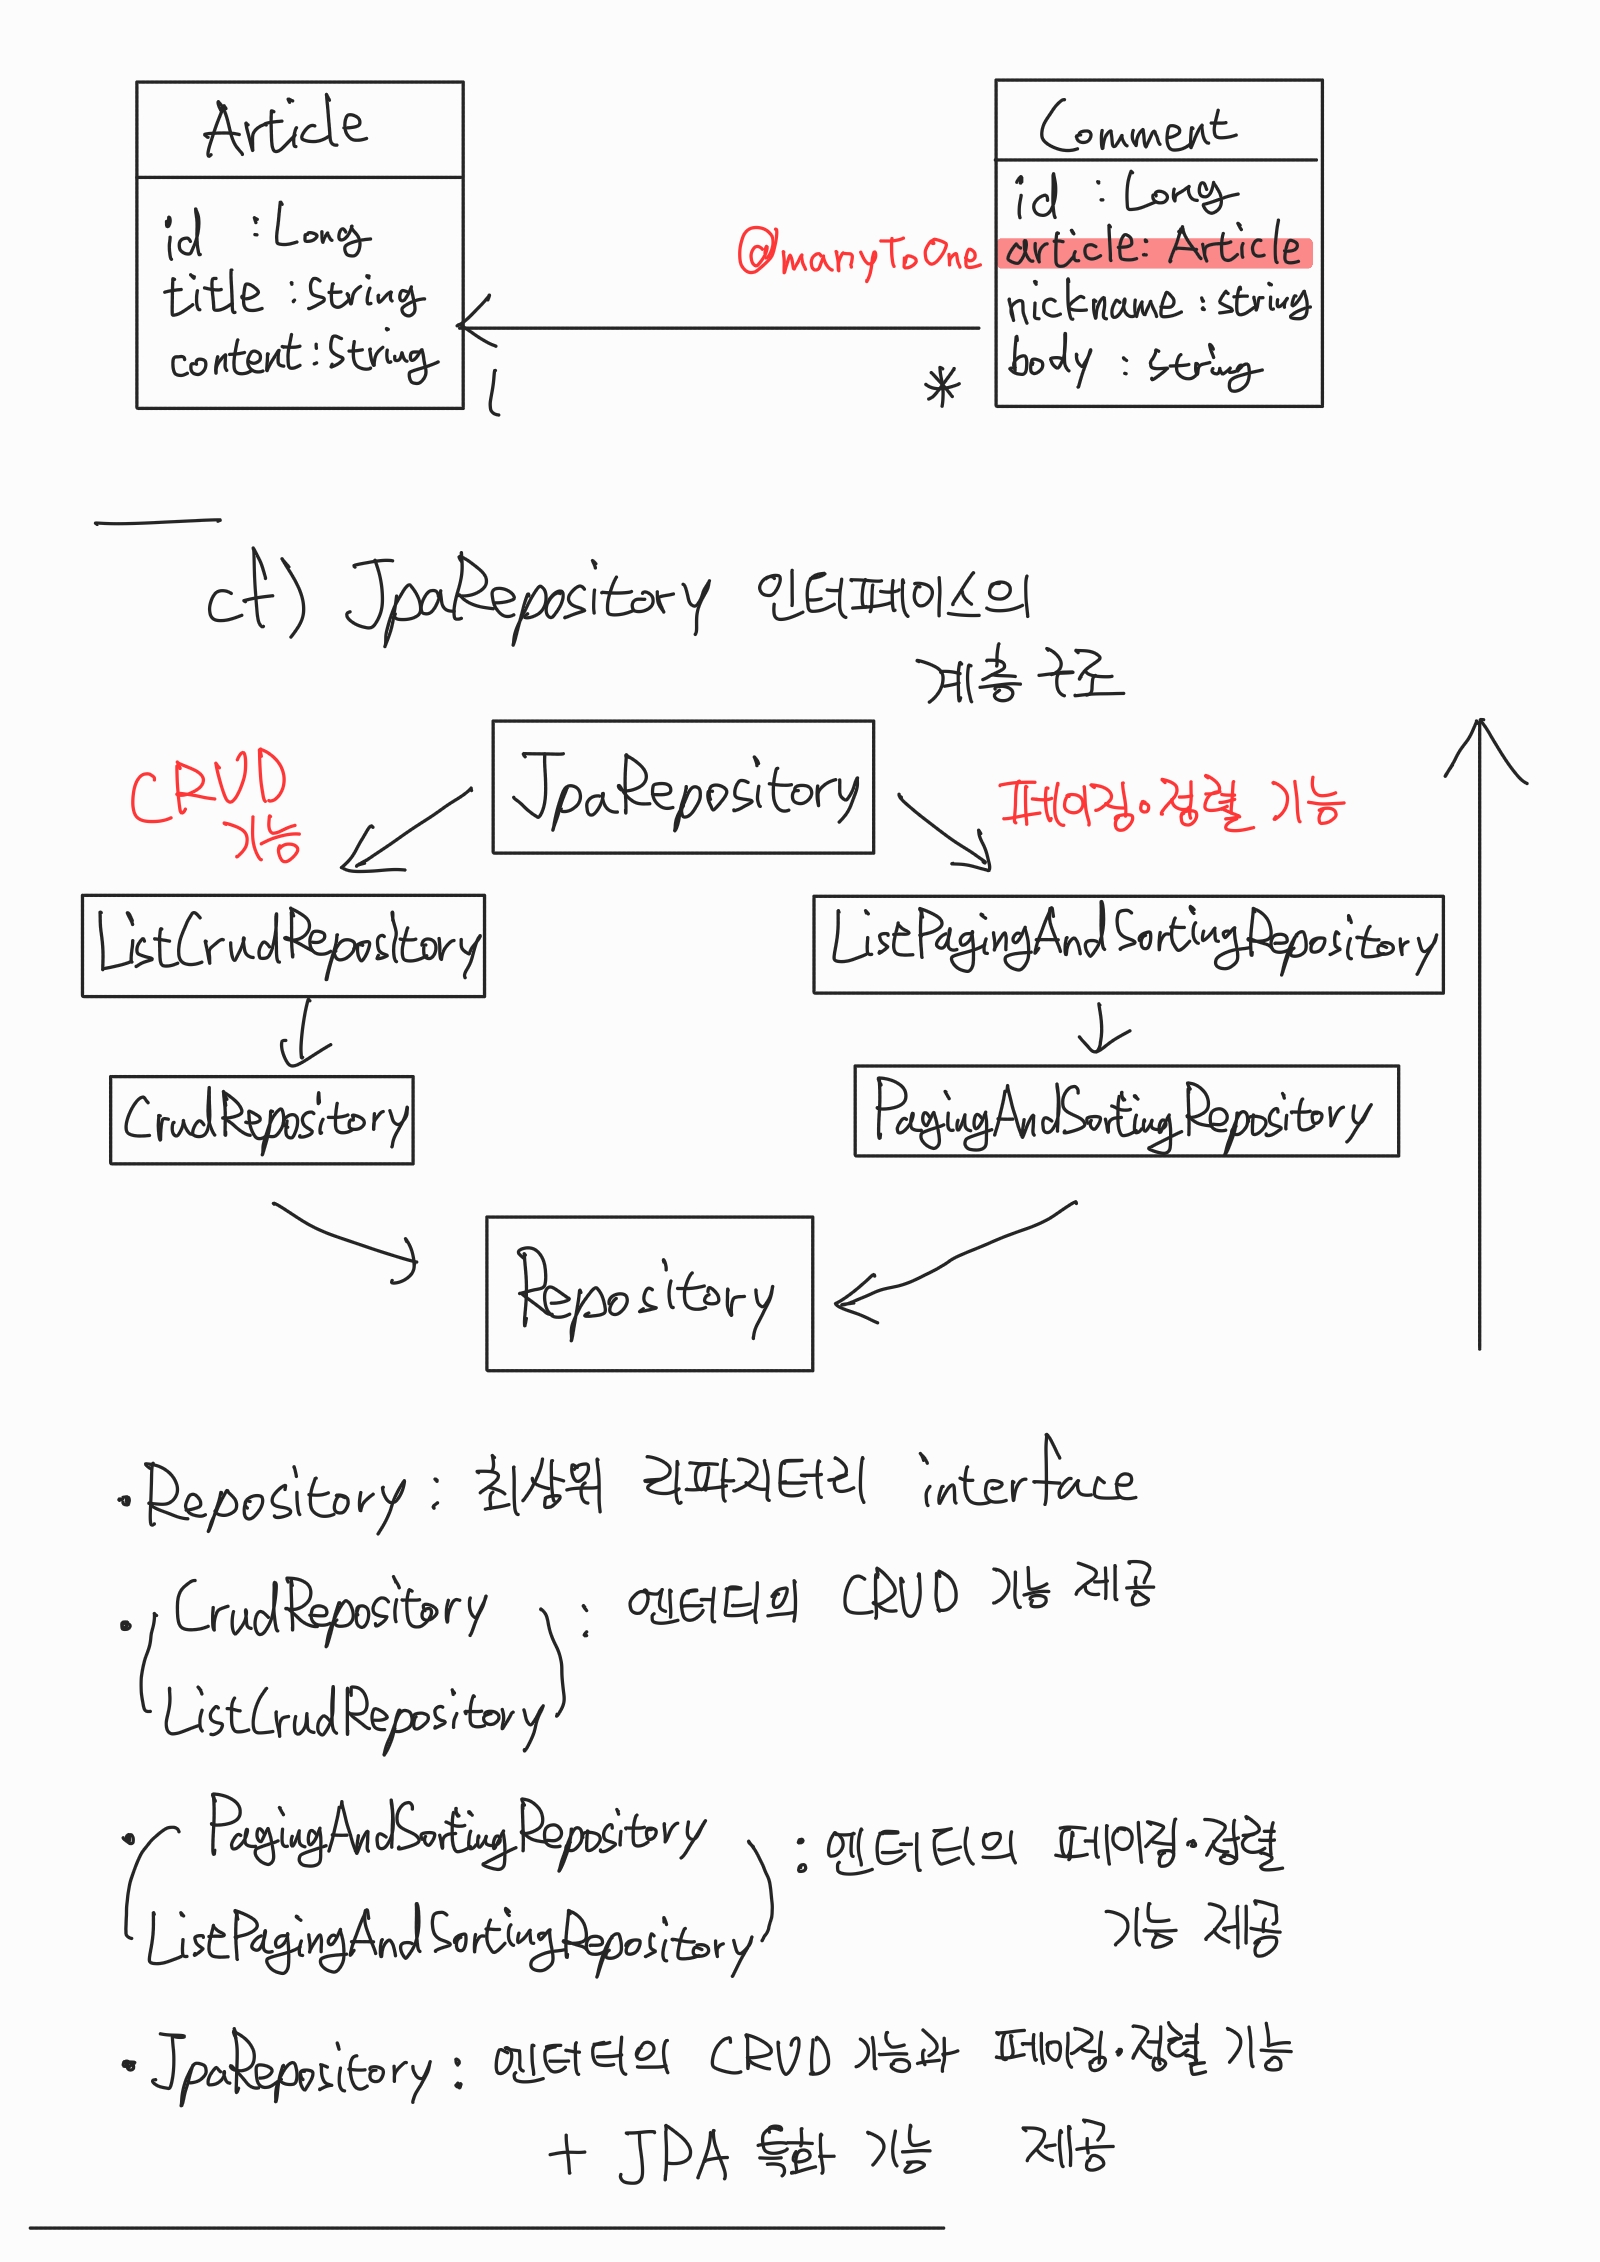 Article
id : Long
title : string
content : string
Comment
id : Long
article : Article
nickname : string
body : string
@manyToOne
1
*
cf) JpaRepository 인터페이스의
계층 구조
JpaRepository
CRUD
기능
페이징·정렬 기능
ListCrudRepository
ListPagingAndSortingRepository
CrudRepository
PagingAndSortingRepository
Repository
· Repository : 최상위 리파지터리 interface
· CrudRepository : 엔터티의 CRUD 기능 제공
ListCrudRepository
· PagingAndSortingRepository : 엔터티의 페이징·정렬
ListPagingAndSortingRepository 기능 제공
· JpaRepository : 엔터티의 CRUD 기능과 페이징·정렬 기능
+ JPA 특화 기능 제공